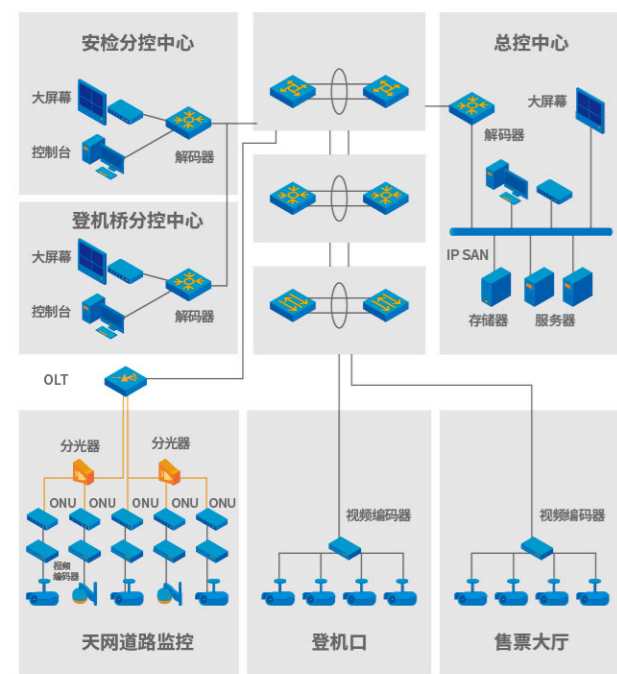 安检分控中心
大屏幕
控制台
解码器
登机桥分控中心
大屏幕
控制台
解码器
总控中心
大屏幕
解码器
IP SAN
存储器
服务器
OLT
分光器
分光器
ONU
ONU
ONU
ONU
ONU
视频
编码器
天网道路监控
视频编码器
登机口
视频编码器
售票大厅